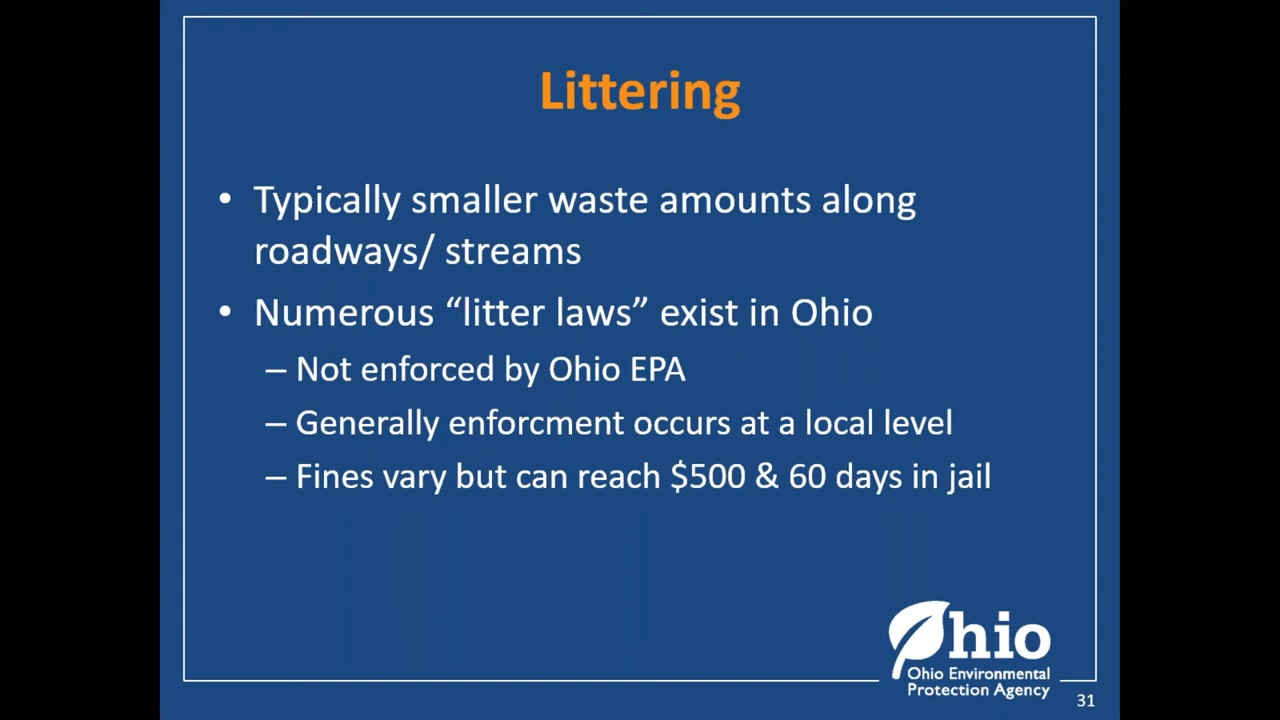 Littering
• Typically smaller waste amounts along
roadways/ streams
• Numerous “litter laws” exist in Ohio
– Not enforced by Ohio EPA
– Generally enforcment occurs at a local level
– Fines vary but can reach $500 & 60 days in jail
Ohio
Ohio Environmental
Protection Agency
31